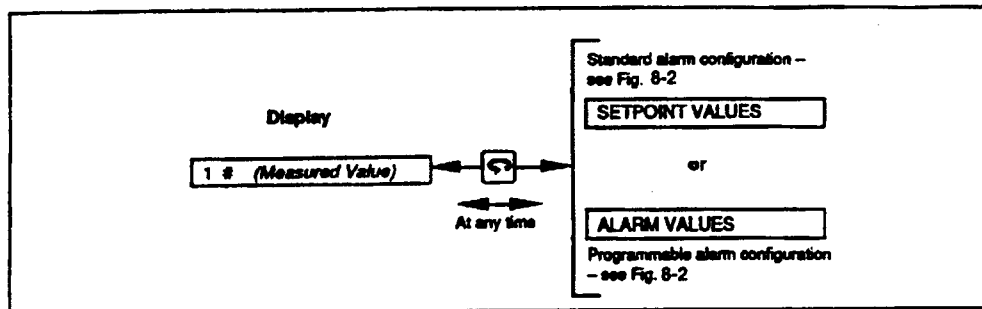 Standard alarm configuration –
see Fig. 8-2
SETPOINT VALUES
Display
1 # (Measured Value)
or
At any time
ALARM VALUES
Programmable alarm configuration
– see Fig. 8-2